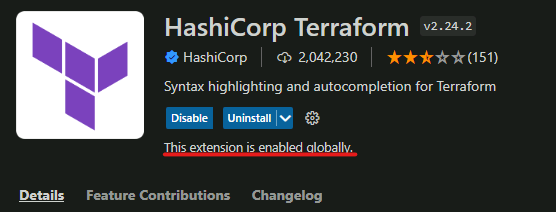 HashiCorp Terraform v2.24.2
HashiCorp 2,042,230 (151)
Syntax highlighting and autocompletion for Terraform
Disable Uninstall
This extension is enabled globally.
Details Feature Contributions Changelog